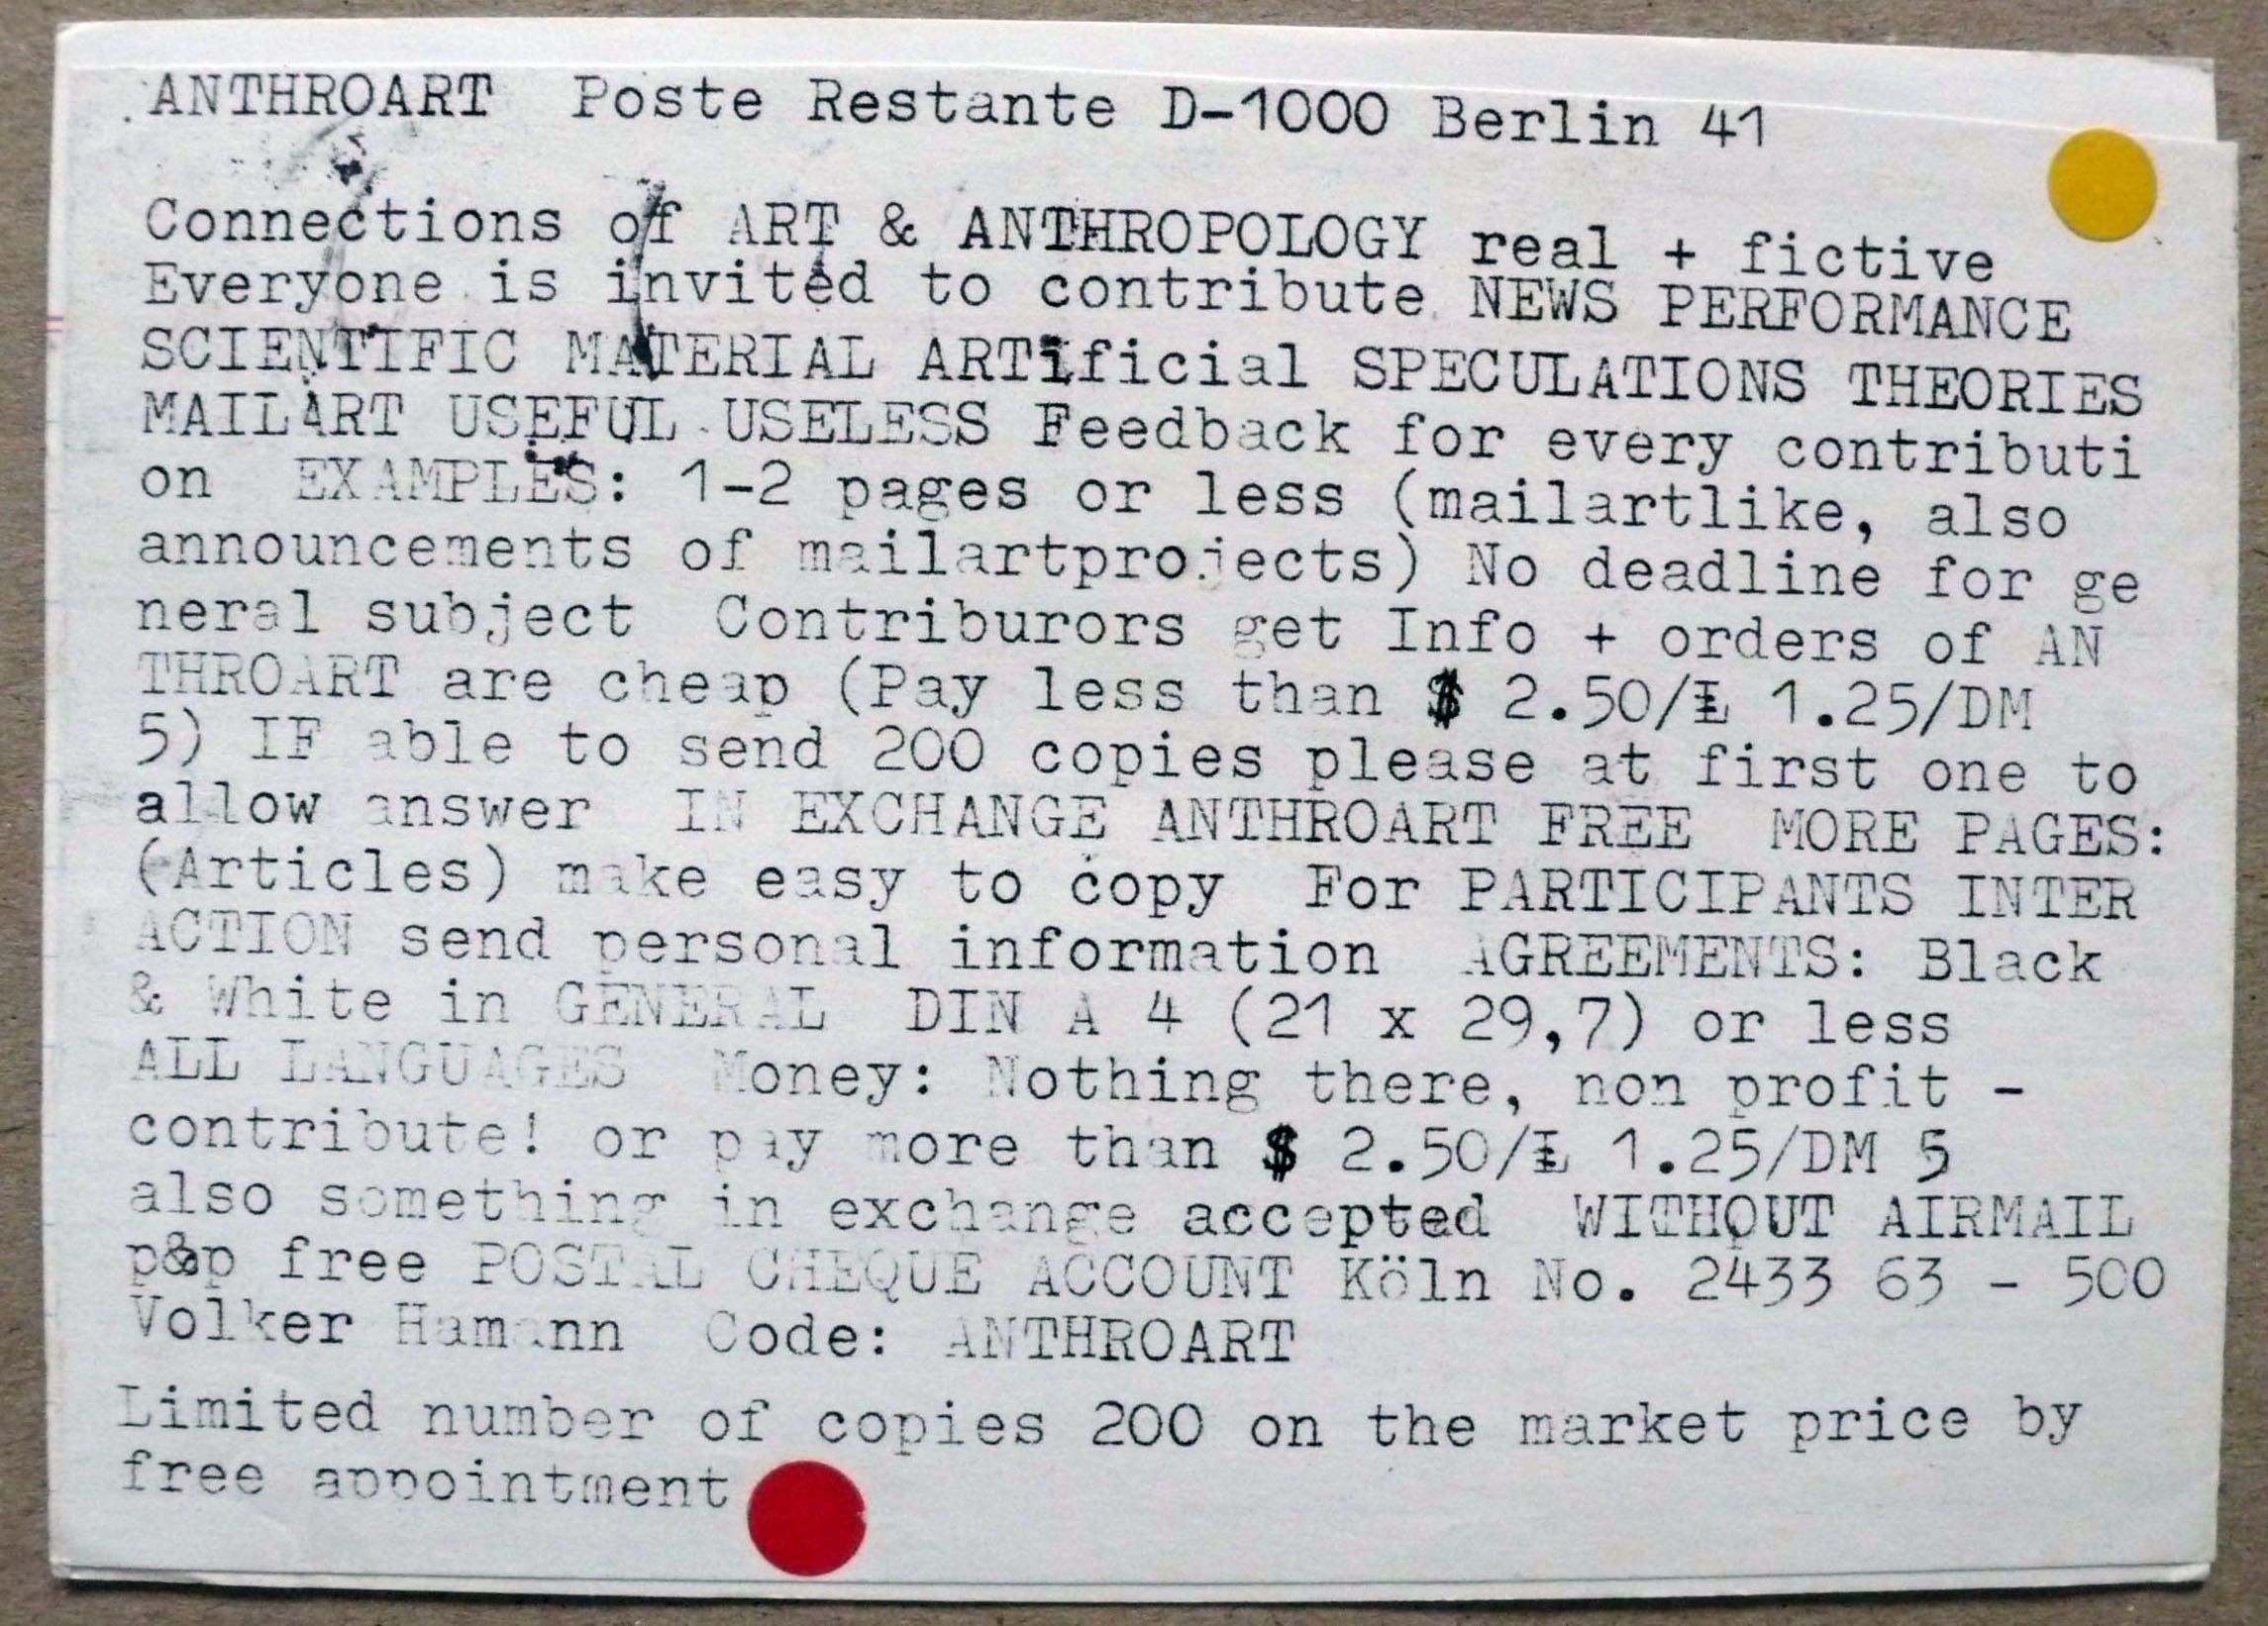 ANTHROART Poste Restante D-1000 Berlin 41
Connections of ART & ANTHROPOLOGY real + fictive
Everyone is invited to contribute NEWS PERFORMANCE
SCIENTIFIC MATERIAL ARTificial SPECULATIONS THEORIES
MAILART USEFUL USELESS Feedback for every contributi
on EXAMPLES: 1-2 pages or less (mailartlike, also
announcements of mailartprojects) No deadline for ge
neral subject Contriburors get Info + orders of AN
THROART are cheap (Pay less than $ 2.50/£ 1.25/DM
5) IF able to send 200 copies please at first one to
allow answer IN EXCHANGE ANTHROART FREE MORE PAGES:
(Articles) make easy to copy For PARTICIPANTS INTER
ACTION send personal information AGREEMENTS: Black
& White in GENERAL DIN A 4 (21 x 29,7) or less
ALL LANGUAGES Money: Nothing there, non profit -
contribute! or pay more than $ 2.50/£ 1.25/DM 5
also something in exchange accepted WITHOUT AIRMAIL
p&p free POSTAL CHEQUE ACCOUNT Köln No. 2433 63 - 500
Volker Hamann Code: ANTHROART
Limited number of copies 200 on the market price by
free appointment